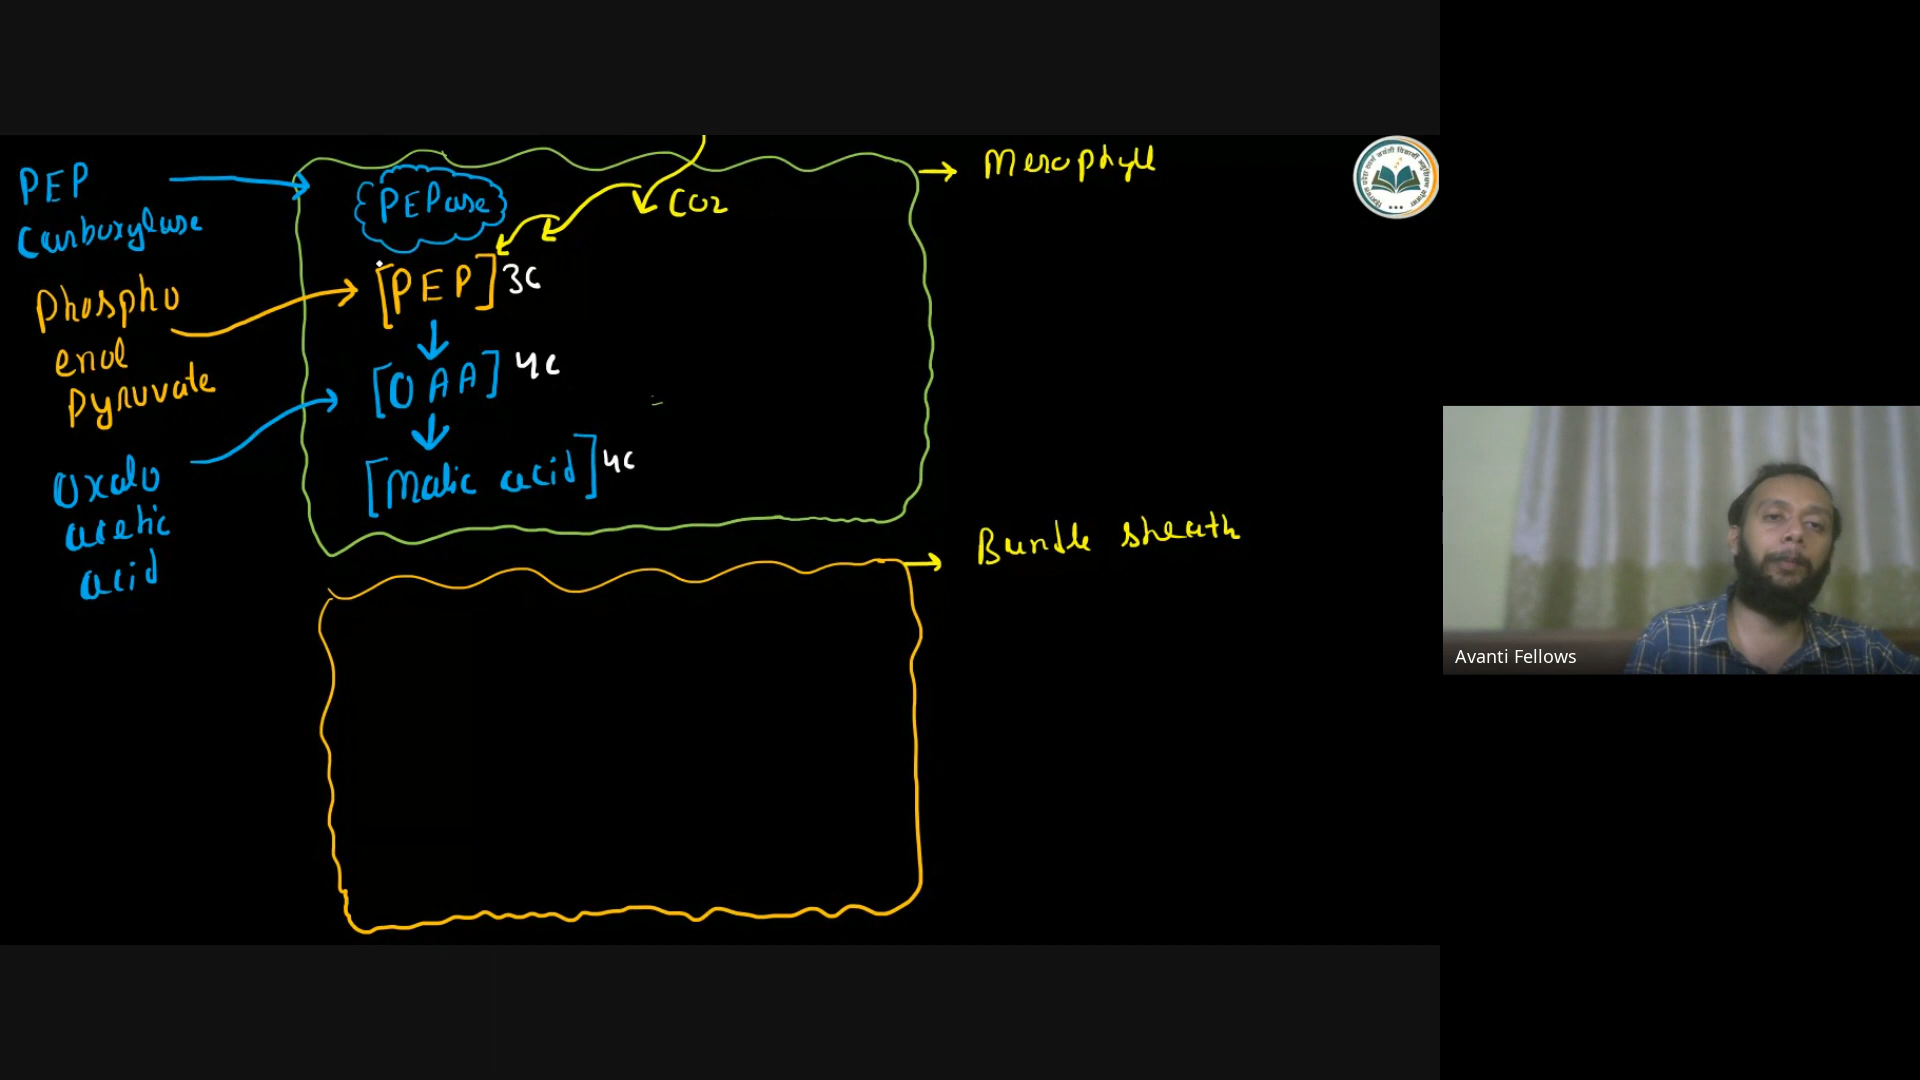 PEP
Carboxylase
Phospho
enol
Pyruvate
Oxalo
acetic
acid
PEPase
CO2
[PEP] 3C
[OAA] 4C
[Malic acid] 4C
Mesophyll
Bundle sheath
Avanti Fellows